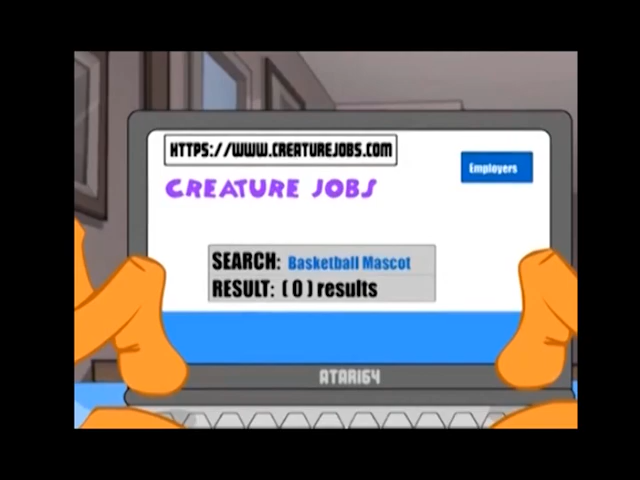 HTTPS://WWW.CREATUREJOBS.COM
Employers
CREATURE JOBS
SEARCH: Basketball Mascot
RESULT: ( 0 ) results
ATARI64